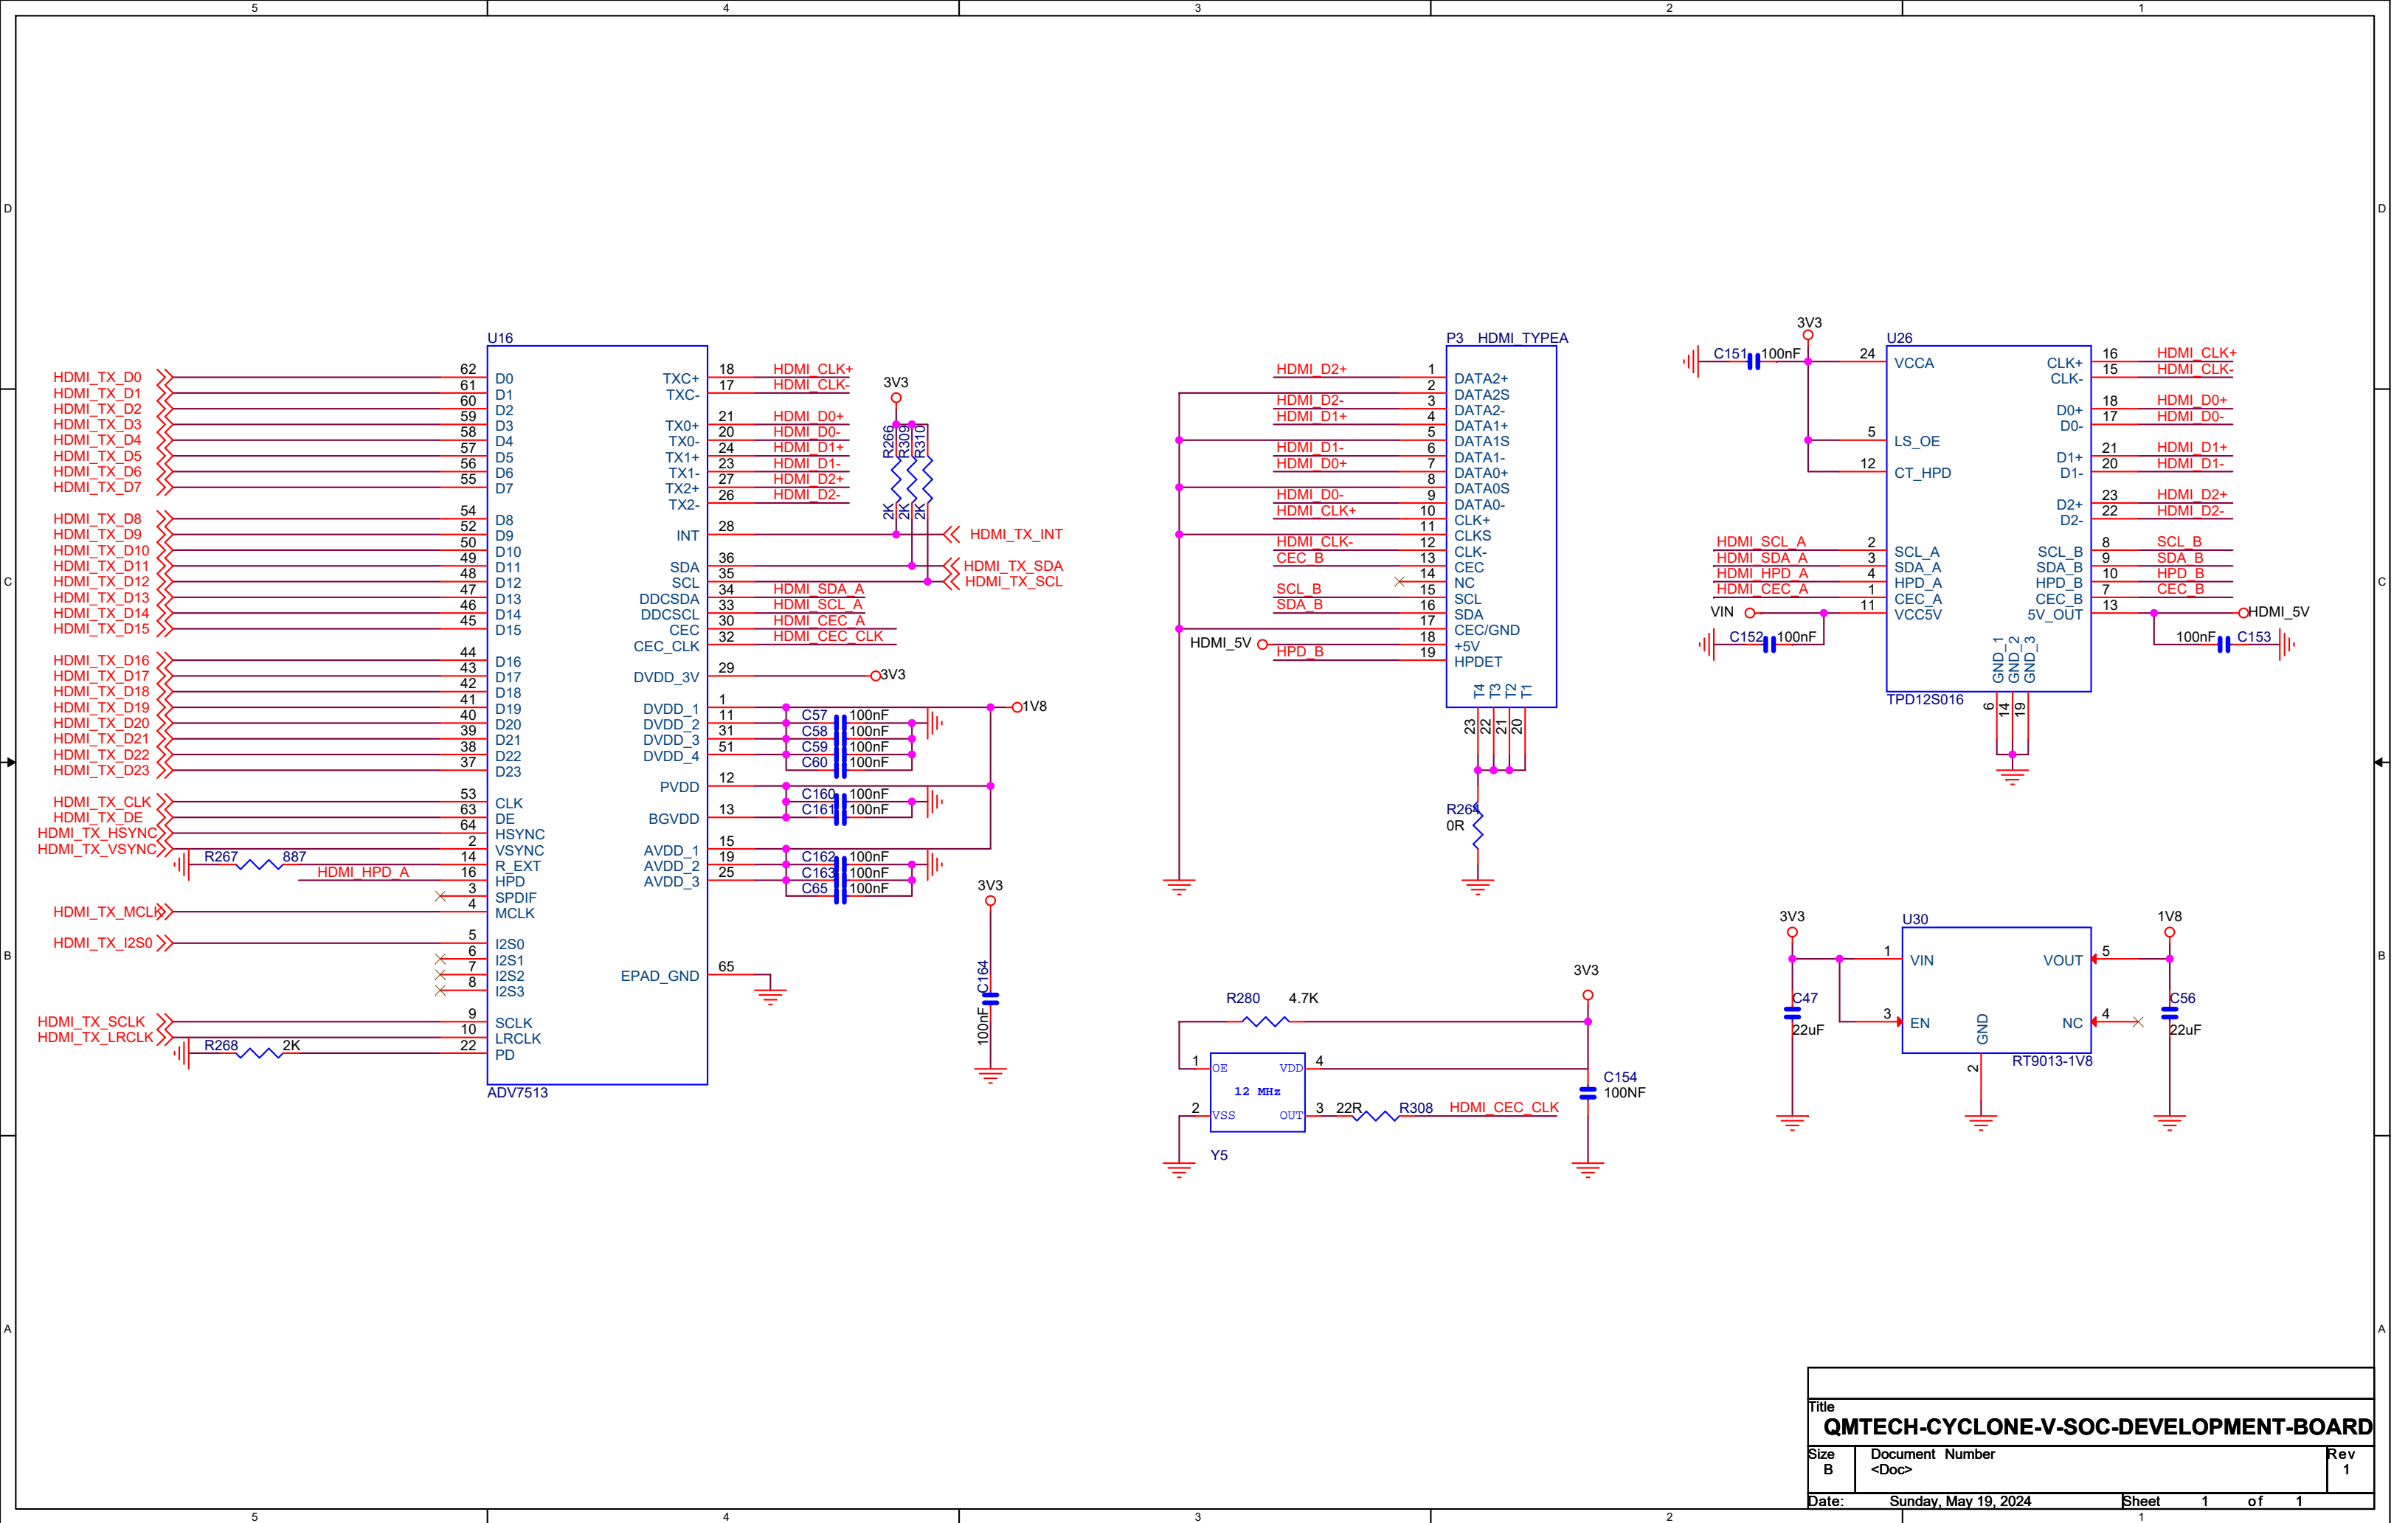 5 4 3 2 1
D D
C C
B B
A A
U16
HDMI_TX_D0 62 D0
HDMI_TX_D1 61 D1
HDMI_TX_D2 60 D2
HDMI_TX_D3 59 D3
HDMI_TX_D4 58 D4
HDMI_TX_D5 57 D5
HDMI_TX_D6 56 D6
HDMI_TX_D7 55 D7
HDMI_TX_D8 54 D8
HDMI_TX_D9 52 D9
HDMI_TX_D10 50 D10
HDMI_TX_D11 49 D11
HDMI_TX_D12 48 D12
HDMI_TX_D13 47 D13
HDMI_TX_D14 46 D14
HDMI_TX_D15 45 D15
HDMI_TX_D16 44 D16
HDMI_TX_D17 43 D17
HDMI_TX_D18 42 D18
HDMI_TX_D19 41 D19
HDMI_TX_D20 40 D20
HDMI_TX_D21 39 D21
HDMI_TX_D22 38 D22
HDMI_TX_D23 37 D23
HDMI_TX_CLK 53 CLK
HDMI_TX_DE 63 DE
HDMI_TX_HSYNC 64 HSYNC
HDMI_TX_VSYNC 2 VSYNC
R267 887 14 R_EXT
HDMI_HPD_A 16 HPD
3 SPDIF
HDMI_TX_MCLK 4 MCLK
HDMI_TX_I2S0 5 I2S0
6 I2S1
7 I2S2
8 I2S3
HDMI_TX_SCLK 9 SCLK
HDMI_TX_LRCLK 10 LRCLK
R268 2K 22 PD
ADV7513
TXC+ 18 HDMI_CLK+
TXC- 17 HDMI_CLK-
TX0+ 21 HDMI_D0+
TX0- 20 HDMI_D0-
TX1+ 24 HDMI_D1+
TX1- 23 HDMI_D1-
TX2+ 27 HDMI_D2+
TX2- 26 HDMI_D2-
3V3
R266 R309 R310
2K 2K 2K
INT 28 HDMI_TX_INT
SDA 36 HDMI_TX_SDA
SCL 35 HDMI_TX_SCL
DDCSDA 34 HDMI_SDA_A
DDCSCL 33 HDMI_SCL_A
CEC 30 HDMI_CEC_A
CEC_CLK 32 HDMI_CEC_CLK
DVDD_3V 29 3V3
DVDD_1 1 1V8
DVDD_2 11 C57 100nF
DVDD_3 31 C58 100nF
DVDD_4 51 C59 100nF
C60 100nF
PVDD 12
C160 100nF
BGVDD 13 C161 100nF
AVDD_1 15
AVDD_2 19 C162 100nF
AVDD_3 25 C163 100nF
C65 100nF
EPAD_GND 65
3V3
C164
100nF
P3 HDMI_TYPEA
HDMI_D2+ 1 DATA2+
2 DATA2S
HDMI_D2- 3 DATA2-
HDMI_D1+ 4 DATA1+
5 DATA1S
HDMI_D1- 6 DATA1-
HDMI_D0+ 7 DATA0+
8 DATA0S
HDMI_D0- 9 DATA0-
HDMI_CLK+ 10 CLK+
11 CLKS
HDMI_CLK- 12 CLK-
CEC_B 13 CEC
14 NC
SCL_B 15 SCL
SDA_B 16 SDA
17 CEC/GND
HDMI_5V 18 +5V
HPD_B 19 HPDET
T4 T3 T2 T1
23 22 21 20
R264
0R
3V3
R280 4.7K
1 OE VDD 4
12 MHz
2 VSS OUT 3 22R R308 HDMI_CEC_CLK
Y5
C154
100NF
3V3
U26
C151 100nF 24 VCCA
5 LS_OE
12 CT_HPD
HDMI_SCL_A 2 SCL_A
HDMI_SDA_A 3 SDA_A
HDMI_HPD_A 4 HPD_A
HDMI_CEC_A 1 CEC_A
VIN 11 VCC5V
C152 100nF
CLK+ 16 HDMI_CLK+
CLK- 15 HDMI_CLK-
D0+ 18 HDMI_D0+
D0- 17 HDMI_D0-
D1+ 21 HDMI_D1+
D1- 20 HDMI_D1-
D2+ 23 HDMI_D2+
D2- 22 HDMI_D2-
SCL_B 8 SCL_B
SDA_B 9 SDA_B
HPD_B 10 HPD_B
CEC_B 7 CEC_B
5V_OUT 13 HDMI_5V
100nF C153
GND_1 GND_2 GND_3
6 14 19
TPD12S016
3V3 U30 1V8
1 VIN VOUT 5
3 EN GND NC 4
C47
22uF
C56
22uF
2
RT9013-1V8
Title
QMTECH-CYCLONE-V-SOC-DEVELOPMENT-BOARD
Size Document Number Rev
B <Doc> 1
Date: Sunday, May 19, 2024 Sheet 1 of 1
5 4 3 2 1